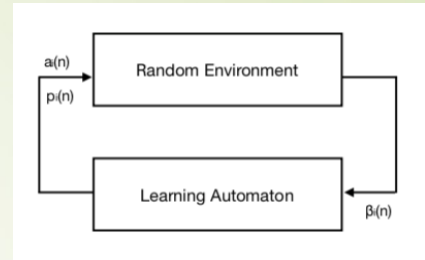 a(n)
Random Environment
pi(n)
Learning Automaton
βi(n)